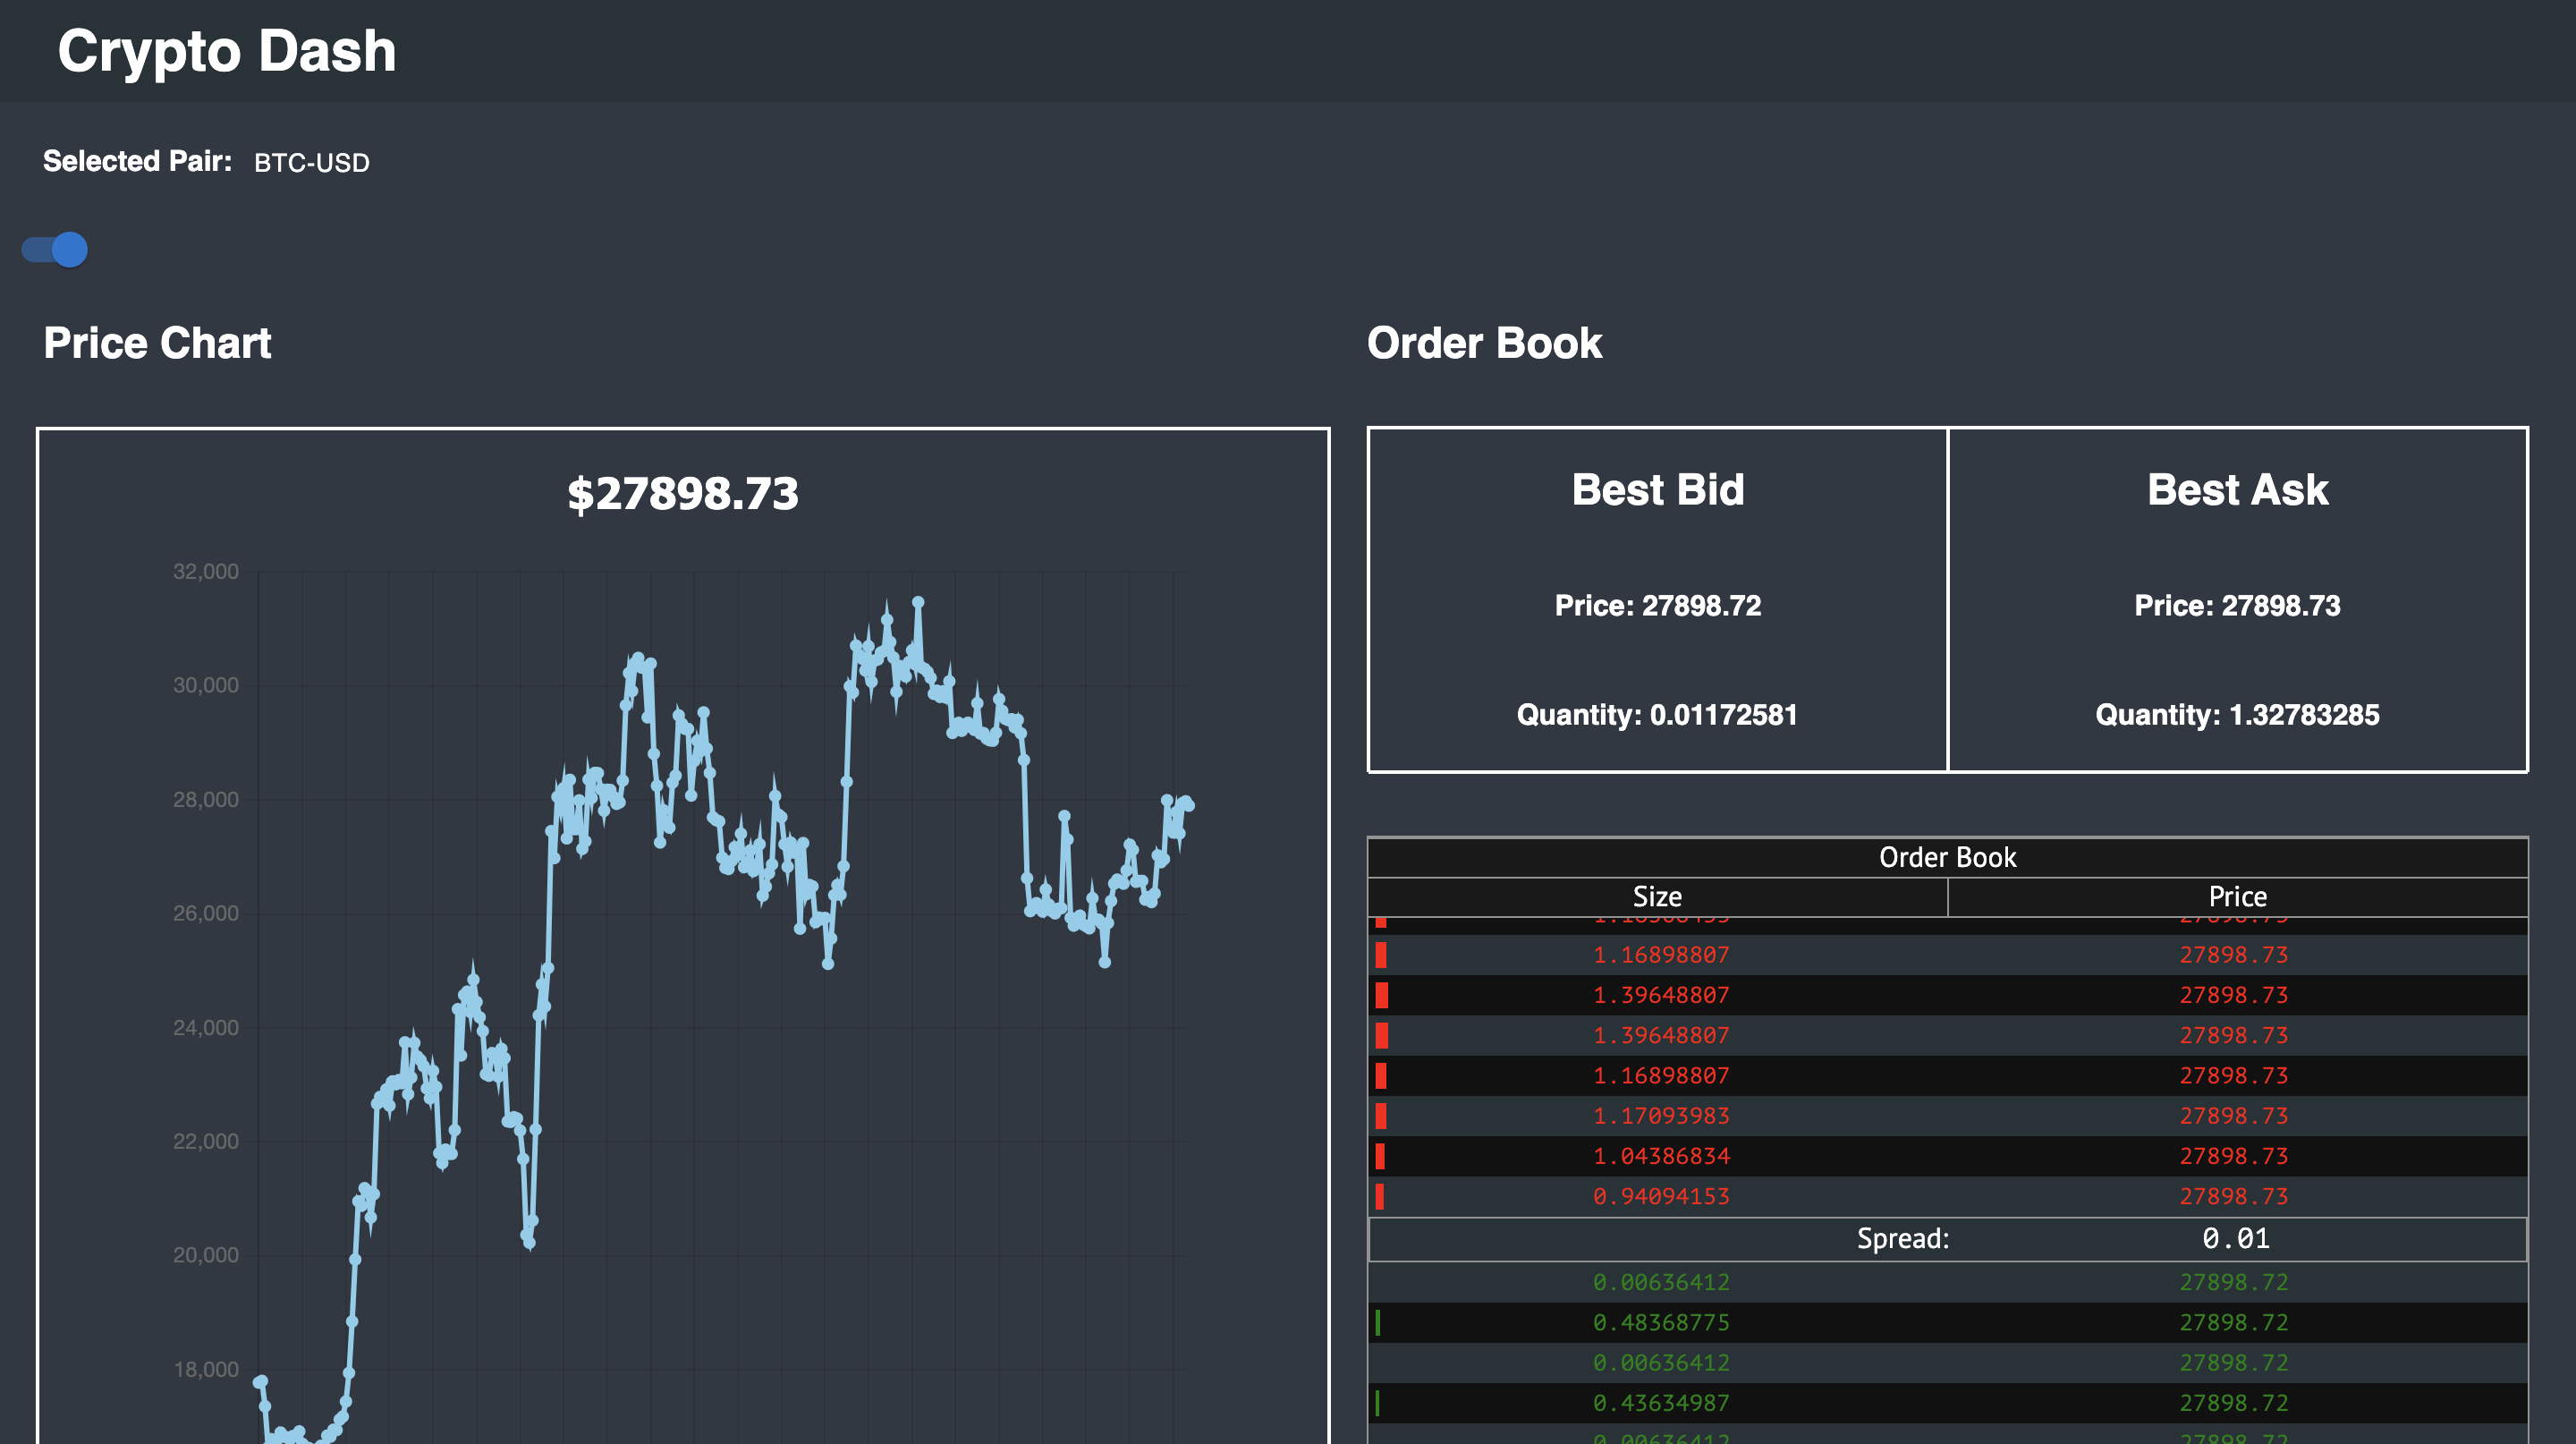 Crypto Dash
Selected Pair: BTC-USD
Price Chart
$27898.73
32,000
30,000
28,000
26,000
24,000
22,000
20,000
18,000
Order Book
Best Bid
Price: 27898.72
Quantity: 0.01172581
Best Ask
Price: 27898.73
Quantity: 1.32783285
Order Book
Size Price
1.16898807 27898.73
1.39648807 27898.73
1.39648807 27898.73
1.16898807 27898.73
1.17093983 27898.73
1.04386834 27898.73
0.94094153 27898.73
Spread: 0.01
0.00636412 27898.72
0.48368775 27898.72
0.00636412 27898.72
0.43634987 27898.72